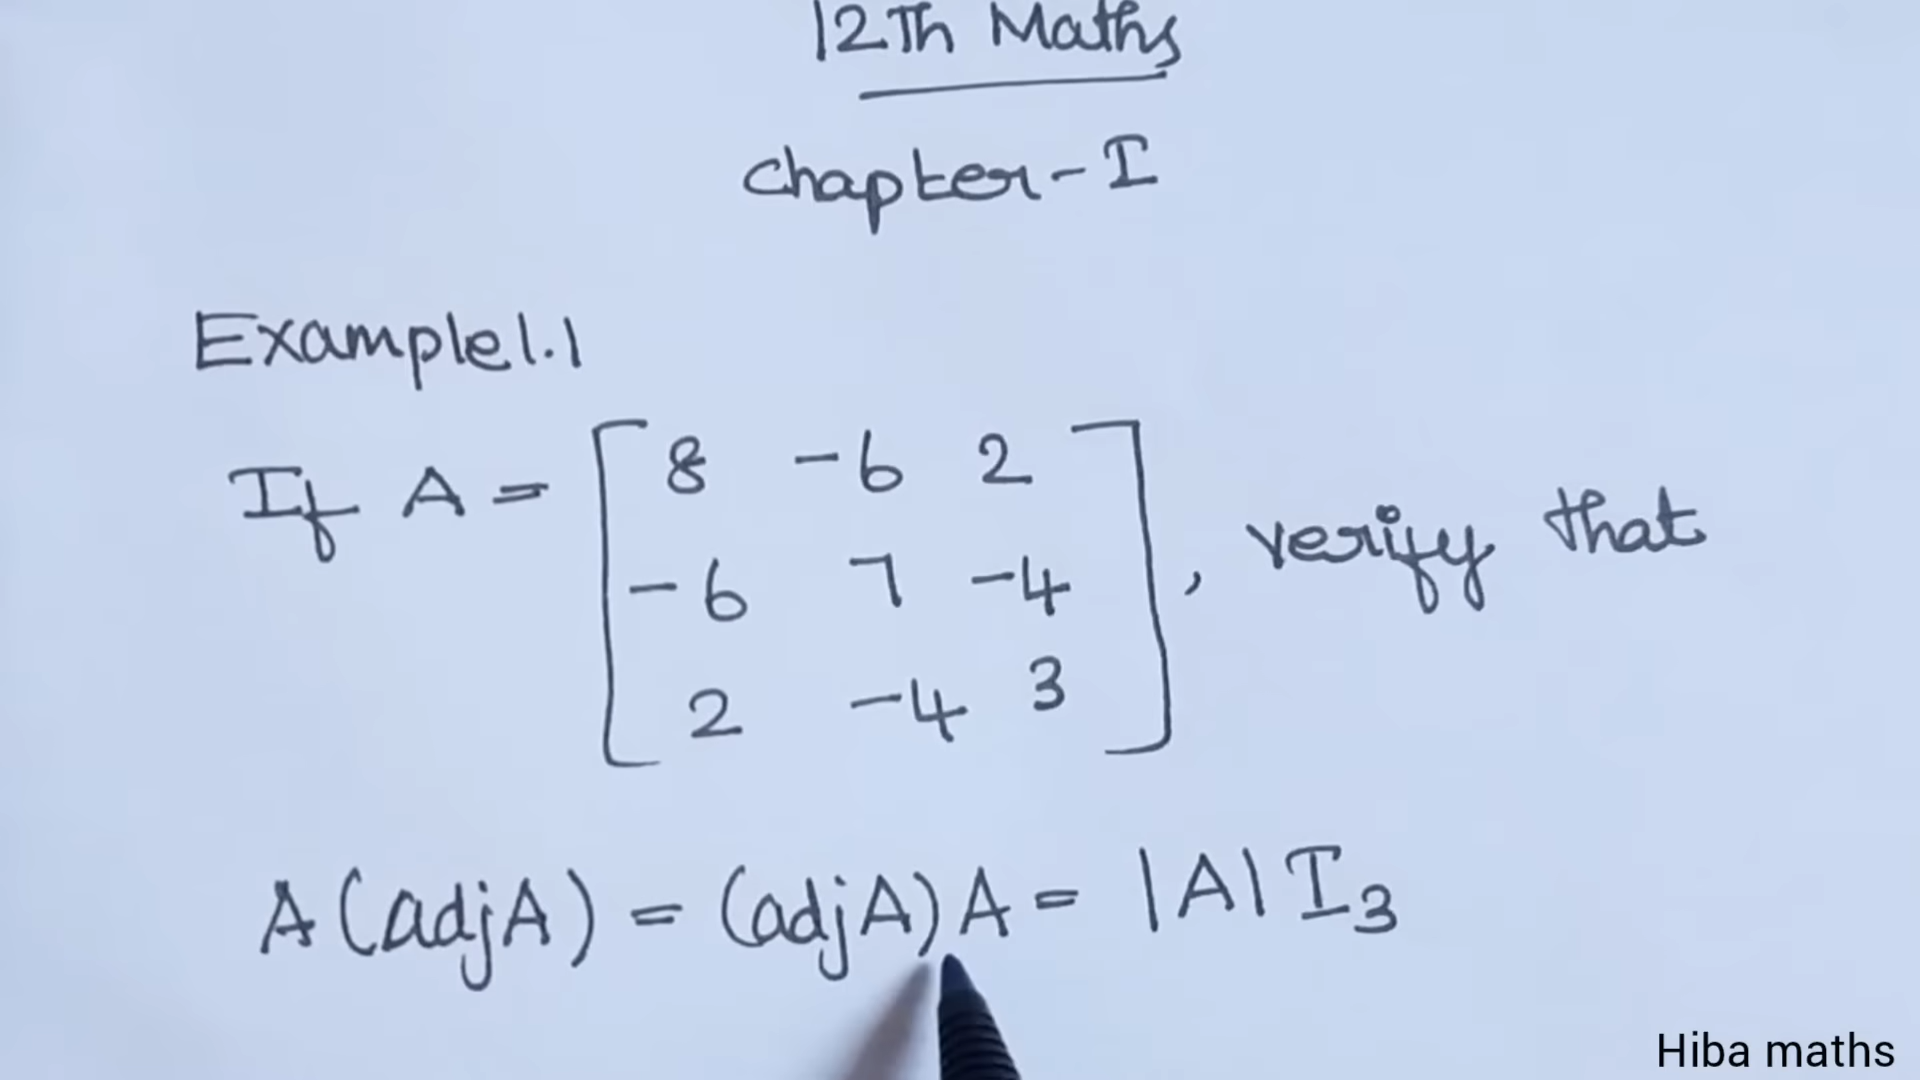 12Th Maths
Chapter-I
Example1.1
If A = [ 8 -6 2
-6 7 -4
2 -4 3 ] , verify that
A(adjA) = (adjA)A = |A| I₃
Hiba maths